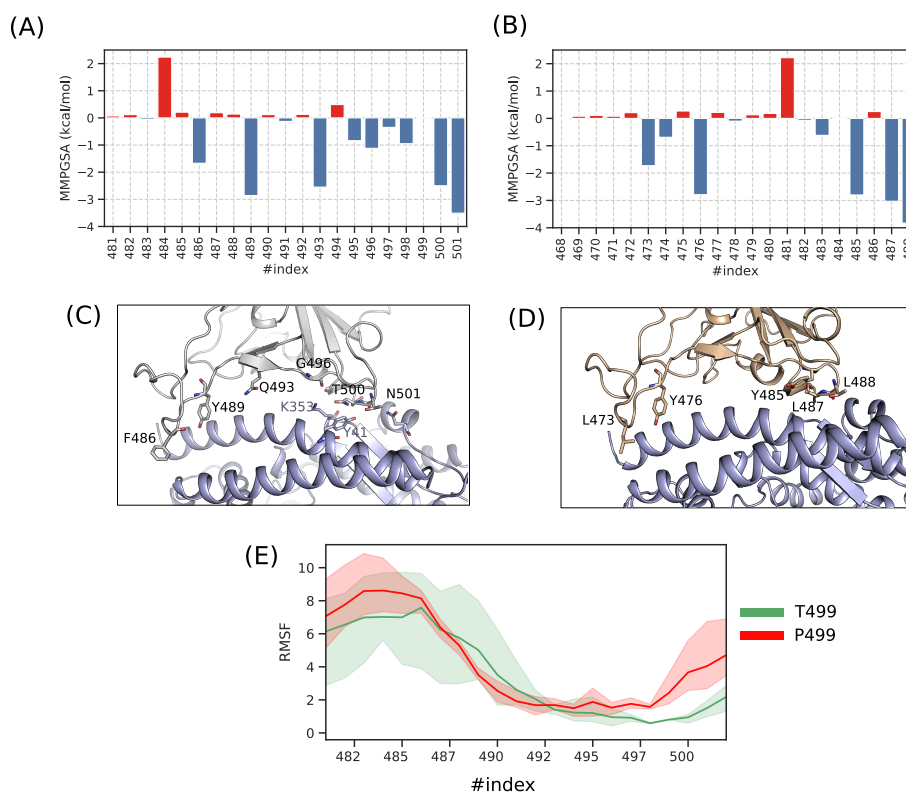 (A)
MMPGSA (kcal/mol)
2
1
0
−1
−2
−3
−4
481 482 483 484 485 486 487 488 489 490 491 492 493 494 495 496 497 498 499 500 501
#index
(B)
MMPGSA (kcal/mol)
2
1
0
−1
−2
−3
−4
468 469 470 471 472 473 474 475 476 477 478 479 480 481 482 483 484 485 486 487
#index
(C)
G496
Q493
T500
Y489
K353
N501
F486
Y41
(D)
Y476
Y485
L488
L473
L487
(E)
RMSF
10
8
6
4
2
0
482 485 487 490 492 495 497 500
#index
T499
P499